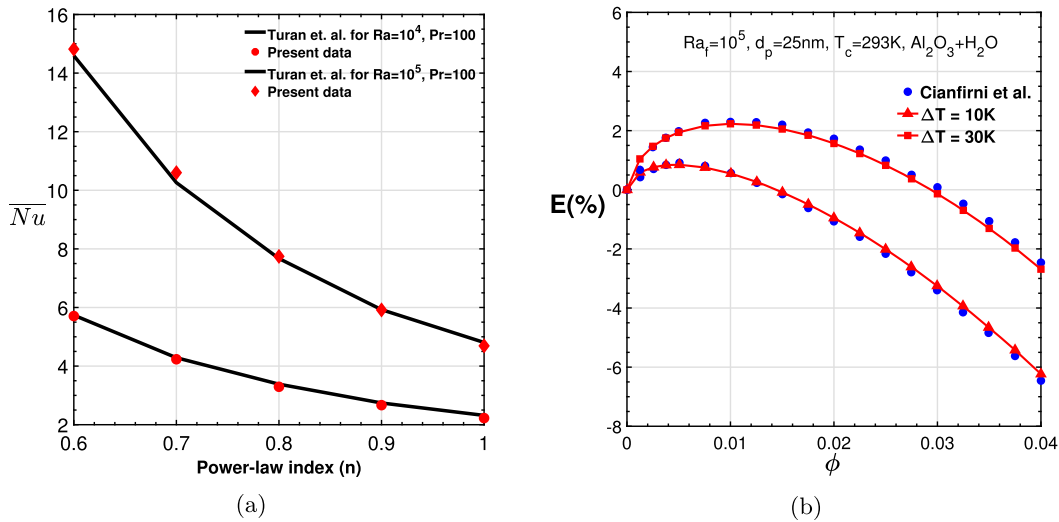 16
14
12
10
8
6
4
2
N̅u̅
0.6 0.7 0.8 0.9 1
Power-law index (n)
Turan et. al. for Ra=10⁴, Pr=100
Present data
Turan et. al. for Ra=10⁵, Pr=100
Present data
(a)
6
4
2
0
-2
-4
-6
-8
E(%)
0 0.01 0.02 0.03 0.04
ϕ
Ra_f=10⁵, d_p=25nm, T_c=293K, Al₂O₃+H₂O
Cianfirni et al.
ΔT = 10K
ΔT = 30K
(b)